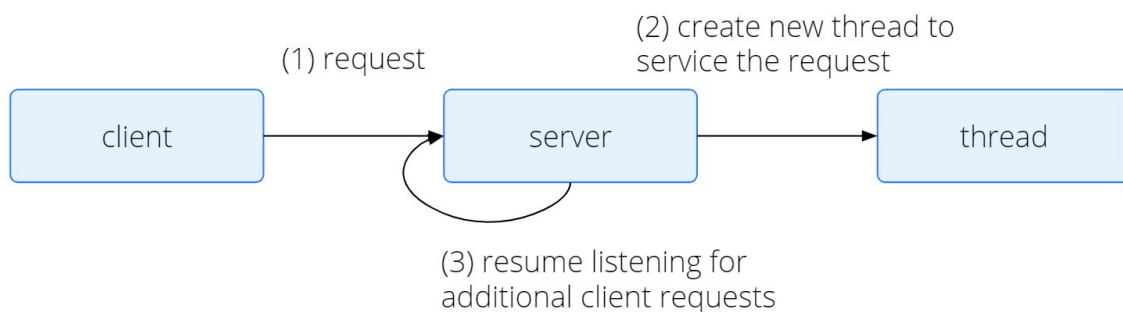 (2) create new thread to
service the request
(1) request
client
server
thread
(3) resume listening for
additional client requests